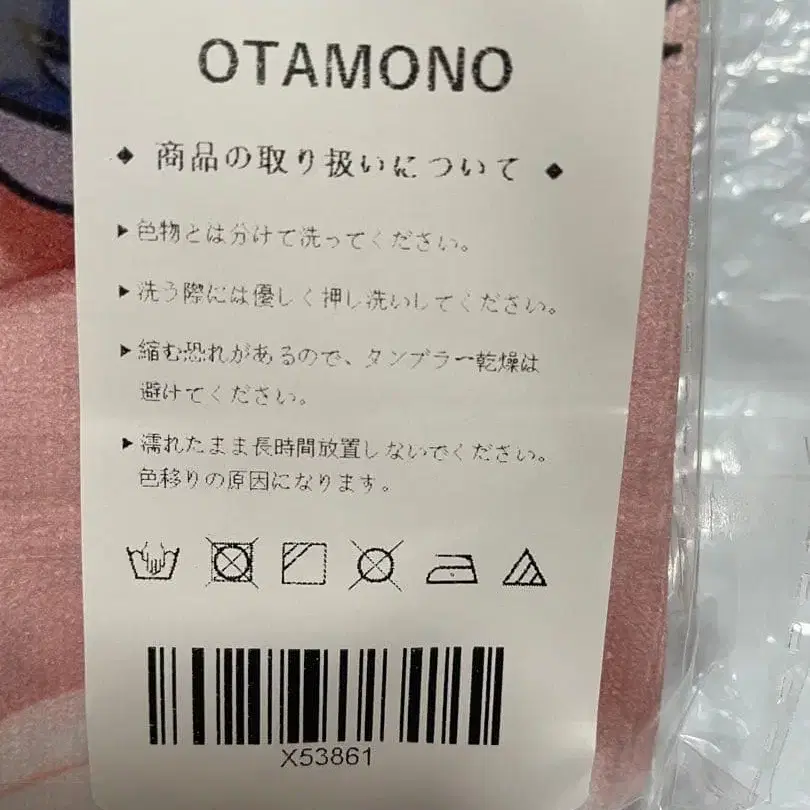 OTAMONO
◆ 商品の取り扱いについて ◆
▶色物とは分けて洗ってください。
▶洗う際には優しく押し洗いしてください。
▶縮む恐れがあるので、タンブラー乾燥は
避けてください。
▶濡れたまま長時間放置しないでください。
色移りの原因になります。
X53861